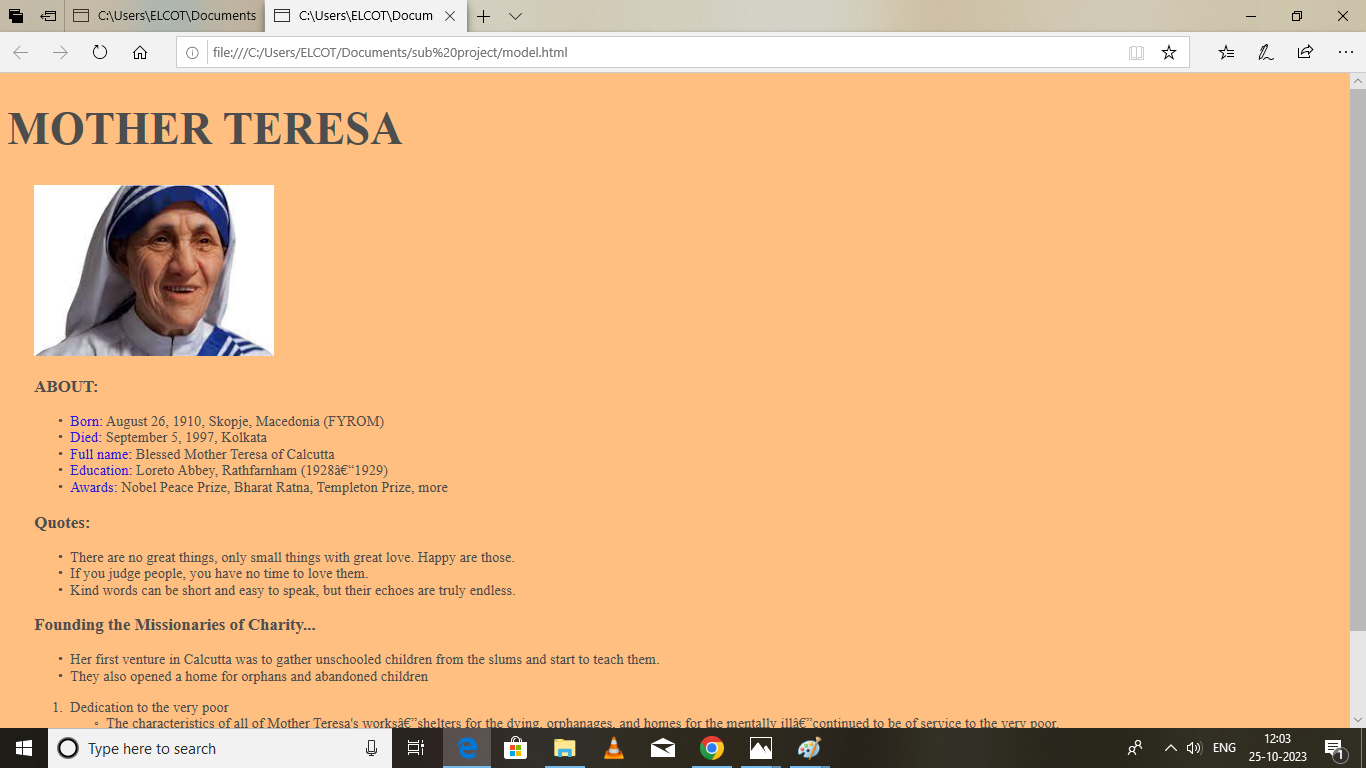 C:\Users\ELCOT\Documents
C:\Users\ELCOT\Docum
file:///C:/Users/ELCOT/Documents/sub%20project/model.html
MOTHER TERESA
ABOUT:
• Born: August 26, 1910, Skopje, Macedonia (FYROM)
• Died: September 5, 1997, Kolkata
• Full name: Blessed Mother Teresa of Calcutta
• Education: Loreto Abbey, Rathfarnham (1928â€“1929)
• Awards: Nobel Peace Prize, Bharat Ratna, Templeton Prize, more
Quotes:
• There are no great things, only small things with great love. Happy are those.
• If you judge people, you have no time to love them.
• Kind words can be short and easy to speak, but their echoes are truly endless.
Founding the Missionaries of Charity...
• Her first venture in Calcutta was to gather unschooled children from the slums and start to teach them.
• They also opened a home for orphans and abandoned children
1. Dedication to the very poor
▫ The characteristics of all of Mother Teresa's worksâ€”shelters for the dying, orphanages, and homes for the mentally illâ€”continued to be of service to the very poor.
Type here to search
ENG
12:03
25-10-2023
1